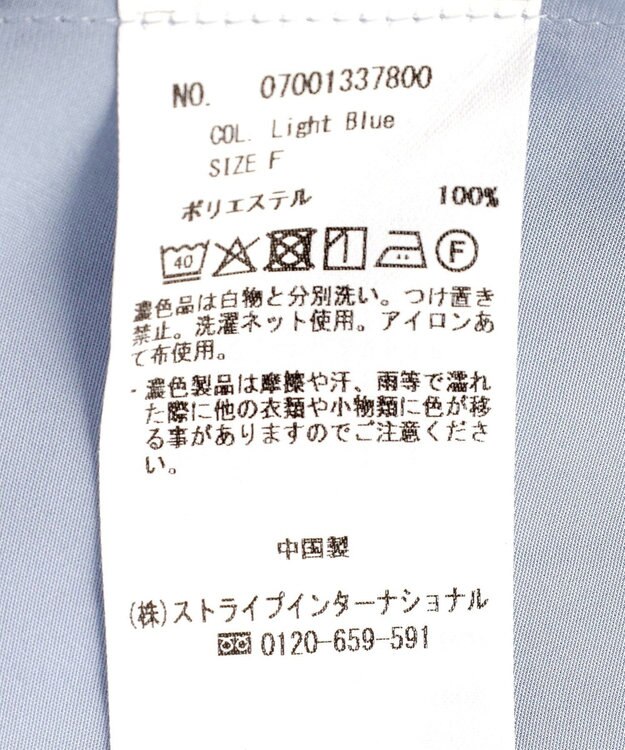 NO. 07001337800
COL. Light Blue
SIZE F
ポリエステル 100%
40 F
濃色品は白物と分別洗い。つけ置き
禁止。洗濯ネット使用。アイロンあ
て布使用。
・濃色製品は摩擦や汗、雨等で濡れ
た際に他の衣類や小物類に色が移
る事がありますのでご注意くださ
い。
中国製
(株)ストライプインターナショナル
0120-659-591